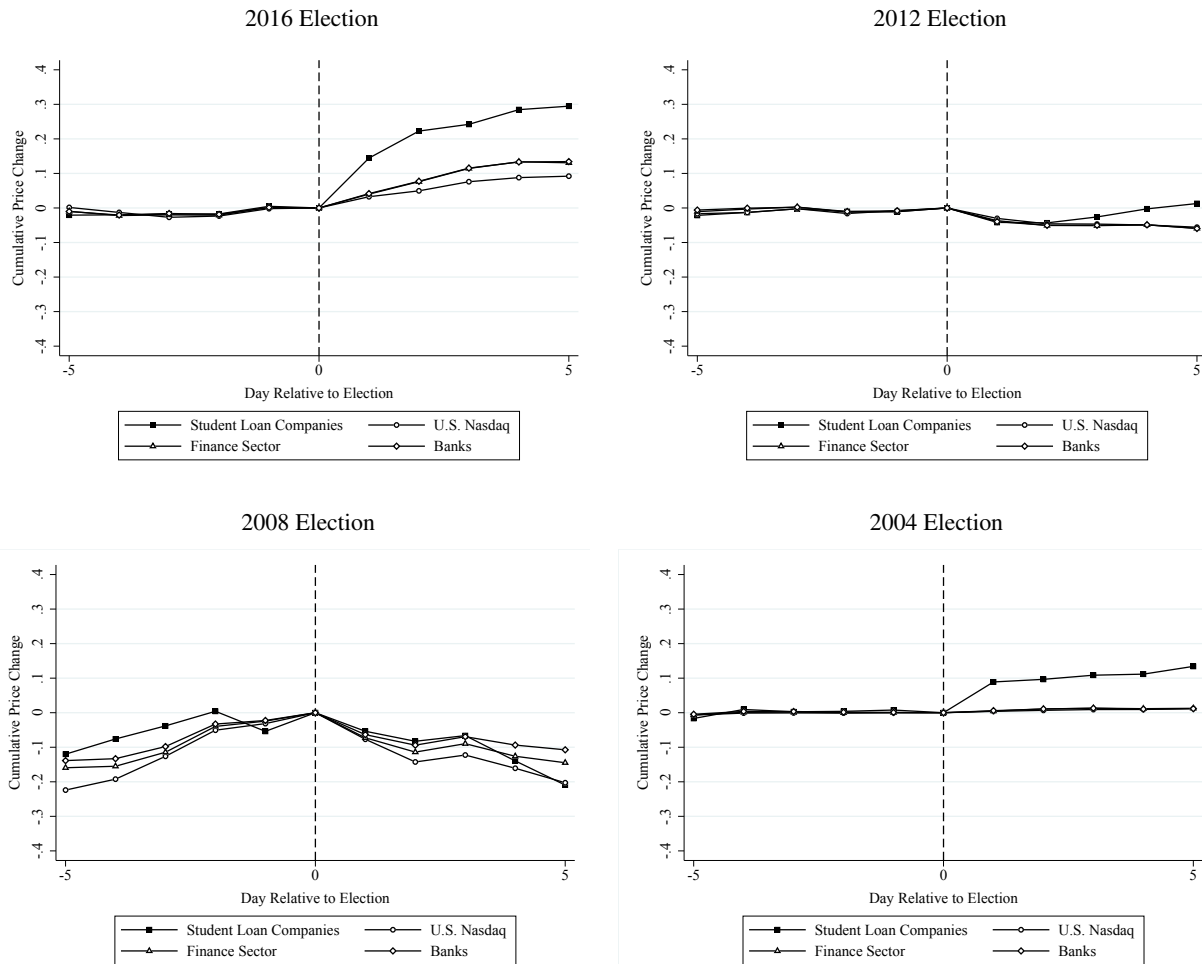 2016 Election
Cumulative Price Change
.4
.3
.2
.1
0
-.1
-.2
-.3
-.4
-5
0
5
Day Relative to Election
Student Loan Companies
U.S. Nasdaq
Finance Sector
Banks
2012 Election
Cumulative Price Change
.4
.3
.2
.1
0
-.1
-.2
-.3
-.4
-5
0
5
Day Relative to Election
Student Loan Companies
U.S. Nasdaq
Finance Sector
Banks
2008 Election
Cumulative Price Change
.4
.3
.2
.1
0
-.1
-.2
-.3
-.4
-5
0
5
Day Relative to Election
Student Loan Companies
U.S. Nasdaq
Finance Sector
Banks
2004 Election
Cumulative Price Change
.4
.3
.2
.1
0
-.1
-.2
-.3
-.4
-5
0
5
Day Relative to Election
Student Loan Companies
U.S. Nasdaq
Finance Sector
Banks